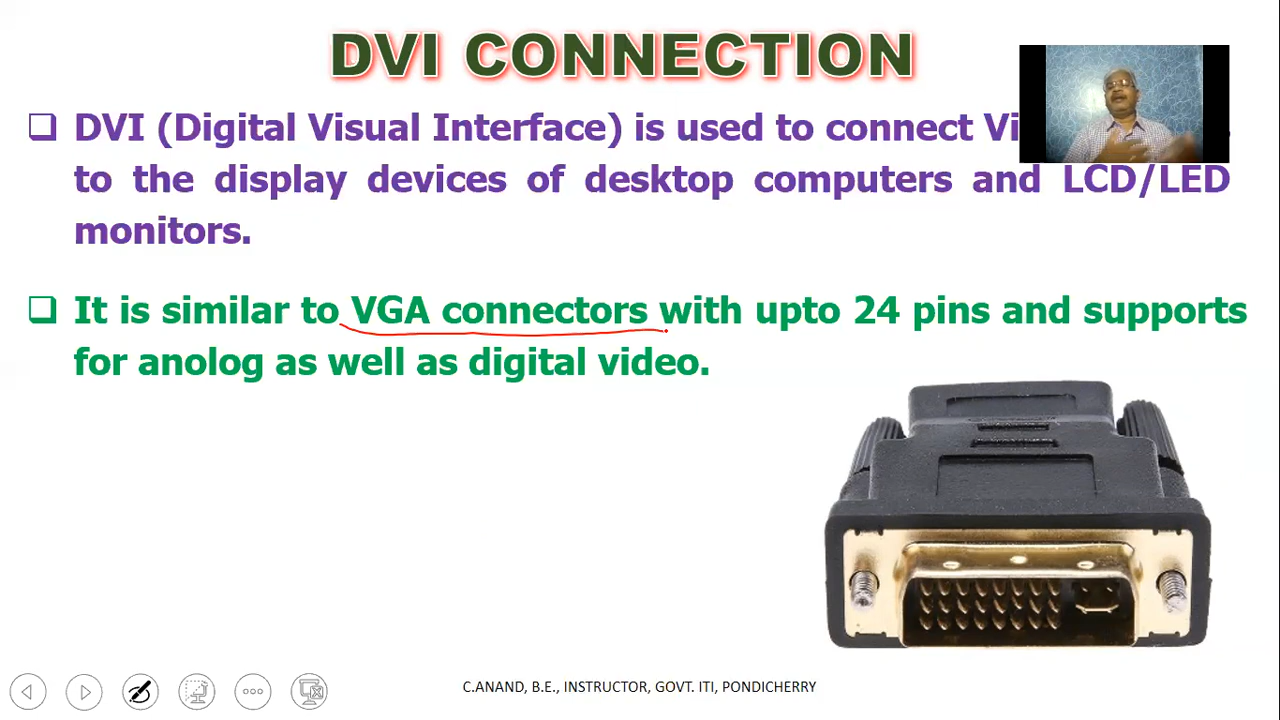 DVI CONNECTION
DVI (Digital Visual Interface) is used to connect
to the display devices of desktop computers and LCD/LED
monitors.
It is similar to VGA connectors with upto 24 pins and supports
for anolog as well as digital video.
C.ANAND, B.E., INSTRUCTOR, GOVT. ITI, PONDICHERRY